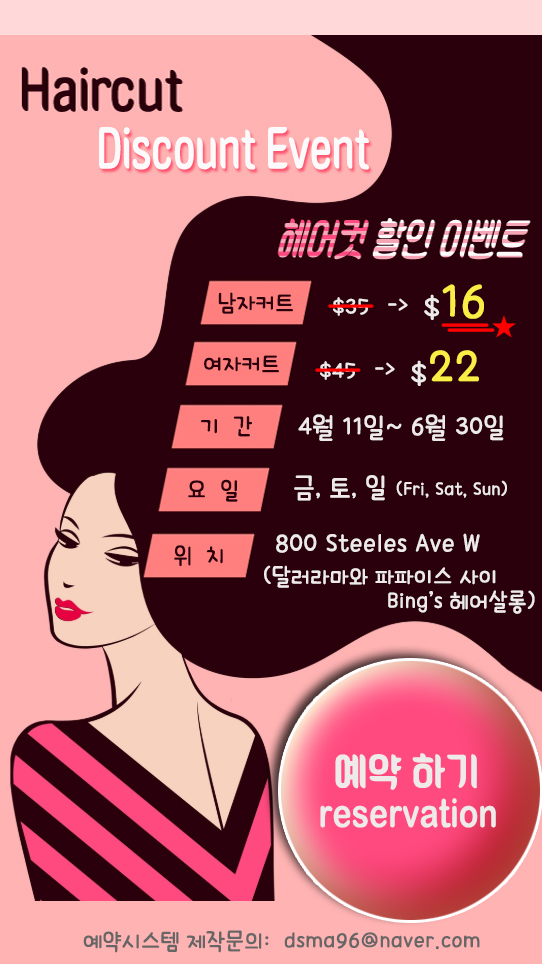 Haircut
Discount Event
헤어컷 할인 이벤트
남자커트 $35 -> $16
여자커트 $45 -> $22
기 간 4월 11일~ 6월 30일
요 일 금, 토, 일 (Fri, Sat, Sun)
위 치 800 Steeles Ave W
(달러라마와 파파이스 사이
Bing's 헤어살롱)
예약 하기
reservation
예약시스템 제작문의: dsma96@naver.com